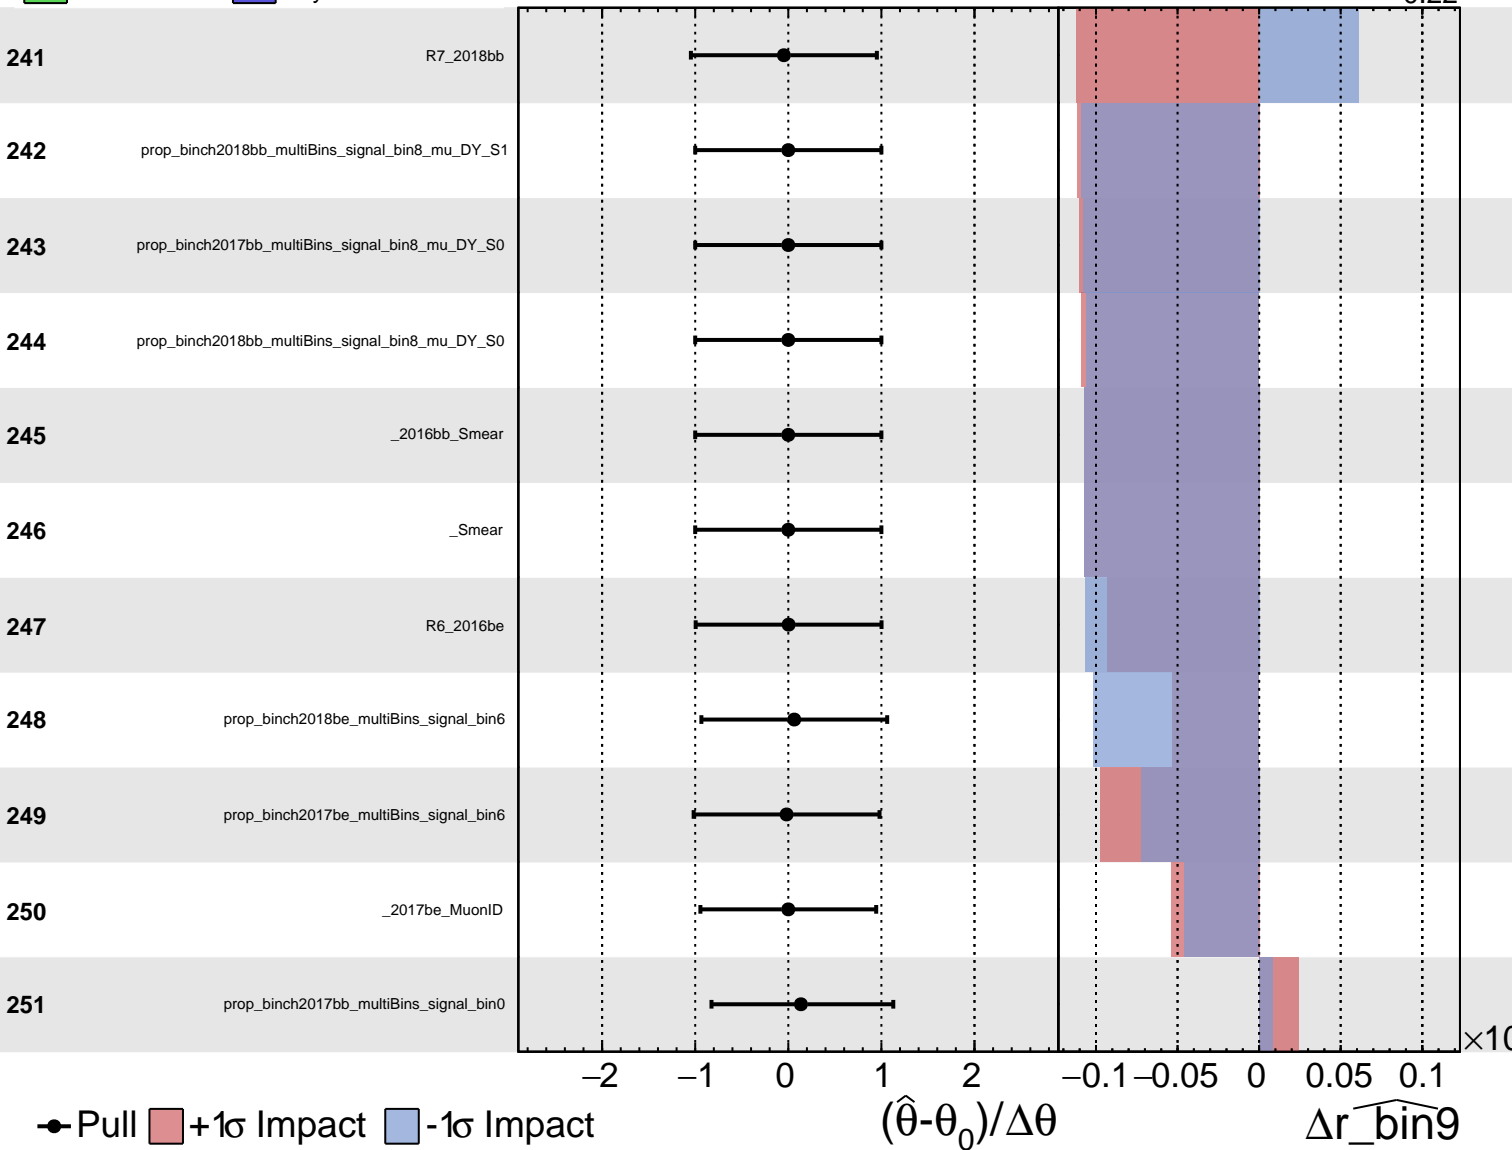 241 R7_2018bb
242 prop_binch2018bb_multiBins_signal_bin8_mu_DY_S1
243 prop_binch2017bb_multiBins_signal_bin8_mu_DY_S0
244 prop_binch2018bb_multiBins_signal_bin8_mu_DY_S0
245 _2016bb_Smear
246 _Smear
247 R6_2016be
248 prop_binch2018be_multiBins_signal_bin6
249 prop_binch2017be_multiBins_signal_bin6
250 _2017be_MuonID
251 prop_binch2017bb_multiBins_signal_bin0
×10
−2 −1 0 1 2 −0.1 −0.05 0 0.05 0.1
Pull +1σ Impact -1σ Impact (θ̂-θ₀)/Δθ Δr_bin9